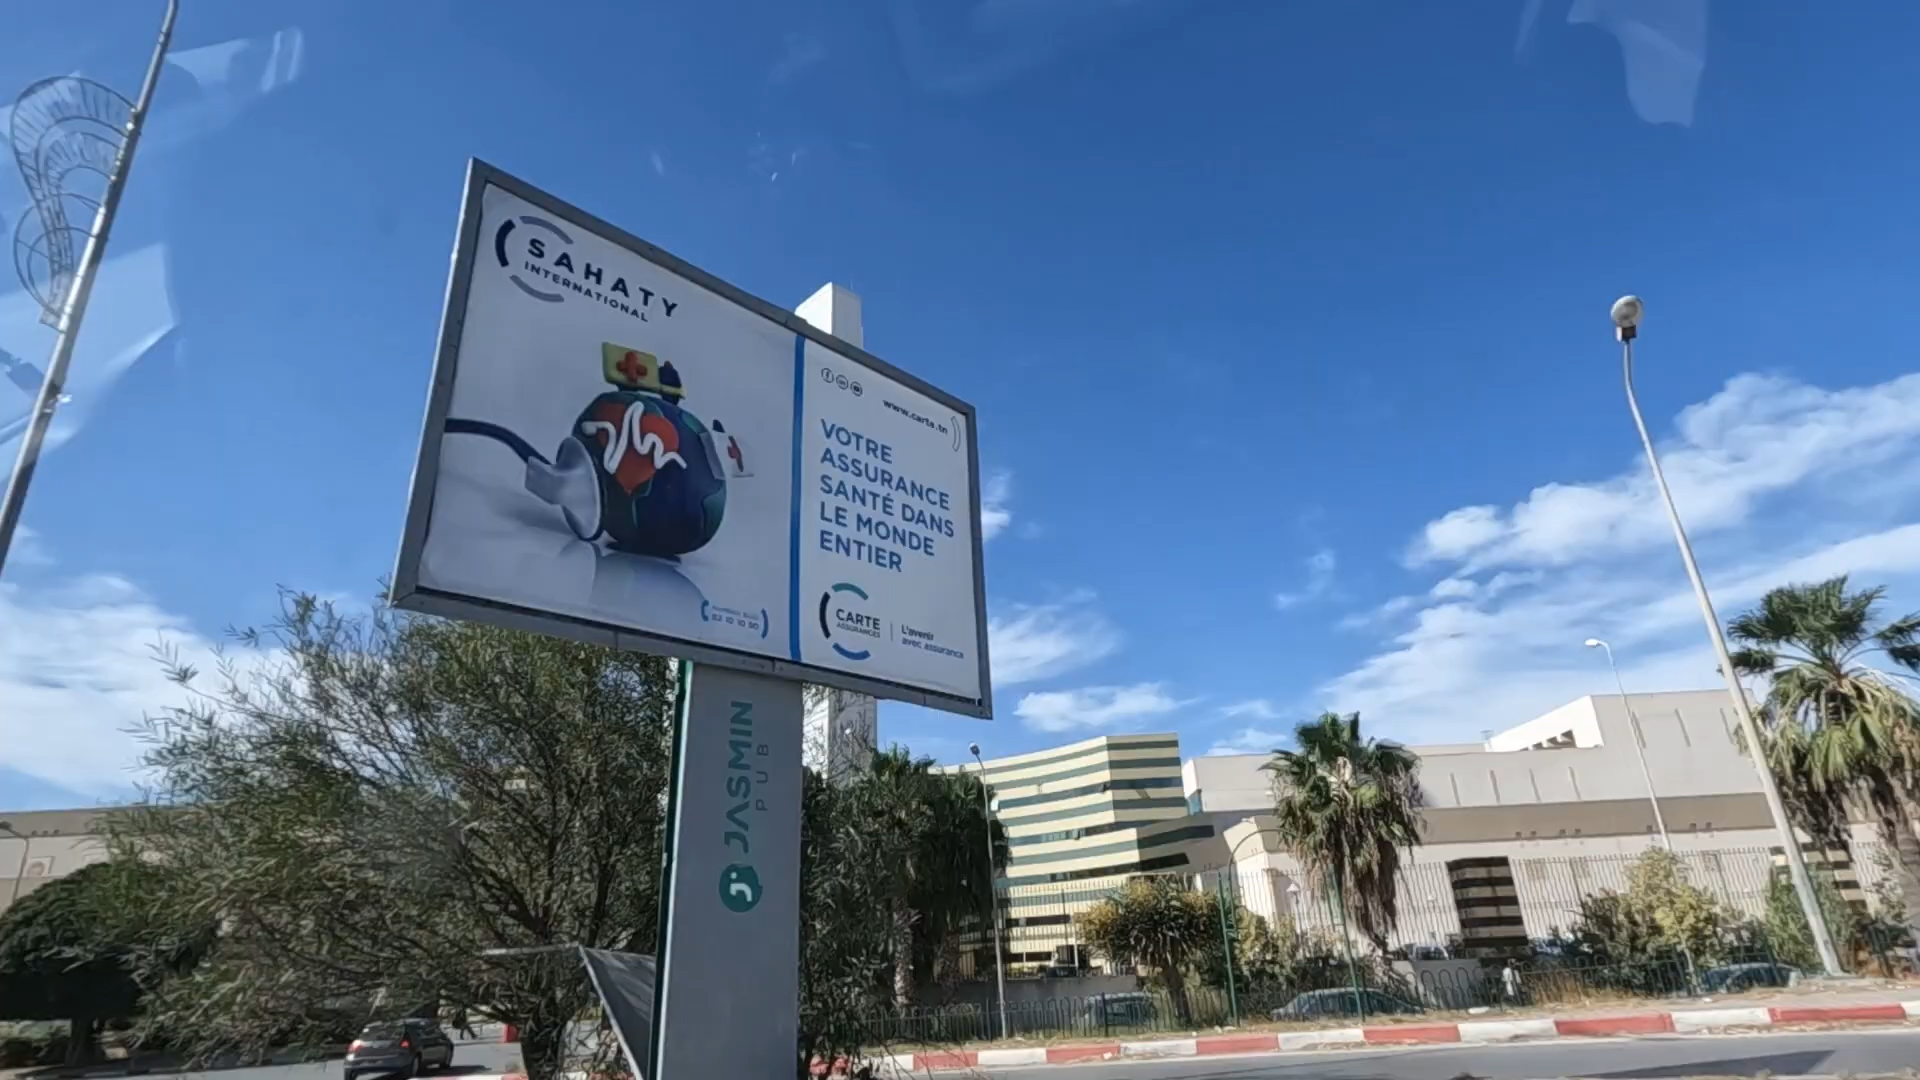 SAHATY
INTERNATIONAL
www.carte.tn
VOTRE
ASSURANCE
SANTÉ DANS
LE MONDE
ENTIER
CARTE
ASSURANCES
L'avenir
avec assurance
JASMIN
PUB